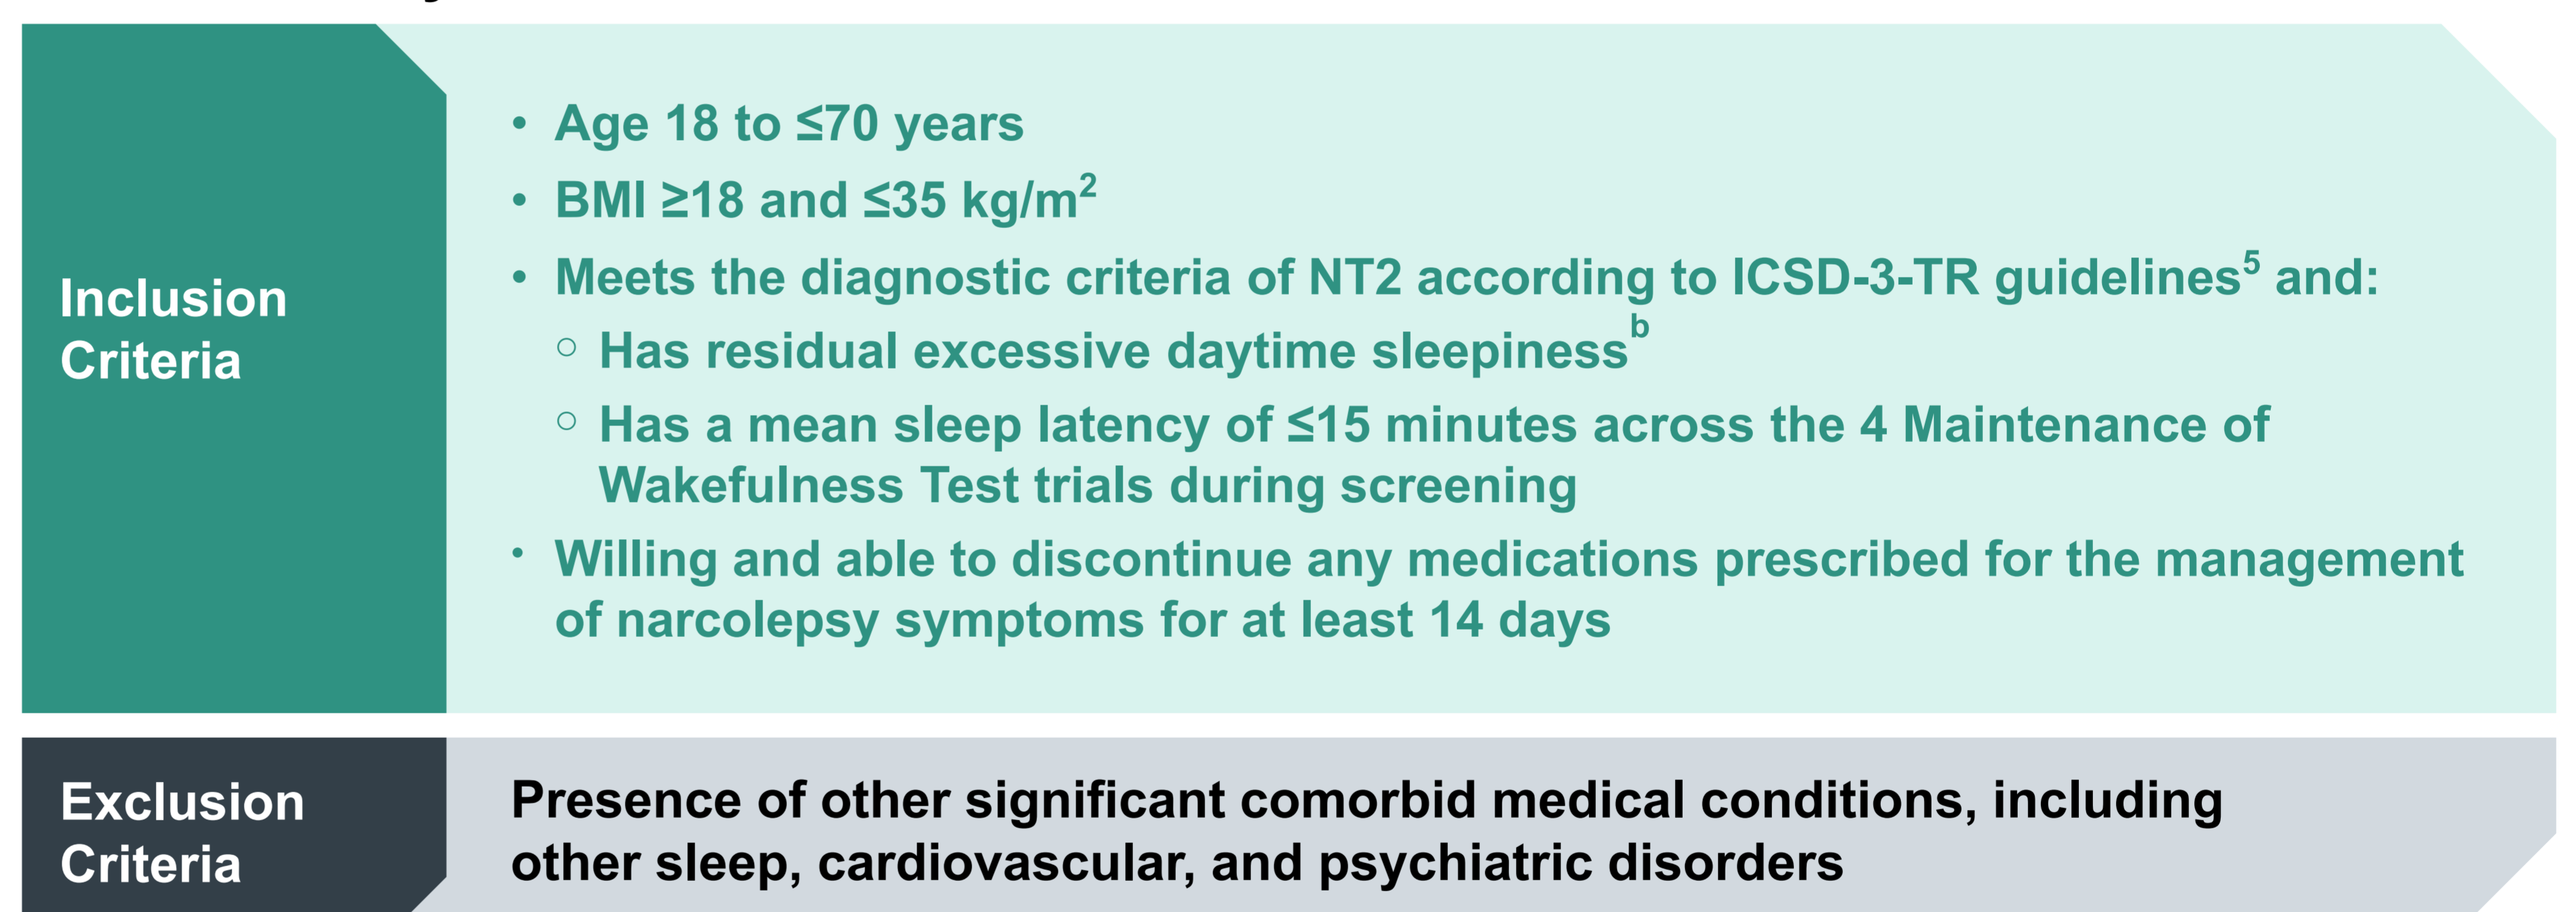 Inclusion
Criteria
• Age 18 to ≤70 years
• BMI ≥18 and ≤35 kg/m²
• Meets the diagnostic criteria of NT2 according to ICSD-3-TR guidelines⁵ and:
○ Has residual excessive daytime sleepinessᵇ
○ Has a mean sleep latency of ≤15 minutes across the 4 Maintenance of
Wakefulness Test trials during screening
• Willing and able to discontinue any medications prescribed for the management
of narcolepsy symptoms for at least 14 days
Exclusion
Criteria
Presence of other significant comorbid medical conditions, including
other sleep, cardiovascular, and psychiatric disorders